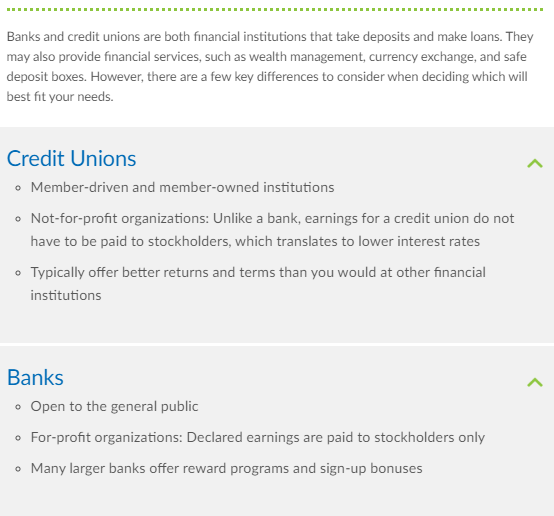 Banks and credit unions are both financial institutions that take deposits and make loans. They
may also provide financial services, such as wealth management, currency exchange, and safe
deposit boxes. However, there are a few key differences to consider when deciding which will
best fit your needs.
Credit Unions
Member-driven and member-owned institutions
Not-for-profit organizations: Unlike a bank, earnings for a credit union do not
have to be paid to stockholders, which translates to lower interest rates
Typically offer better returns and terms than you would at other financial
institutions
Banks
Open to the general public
For-profit organizations: Declared earnings are paid to stockholders only
Many larger banks offer reward programs and sign-up bonuses